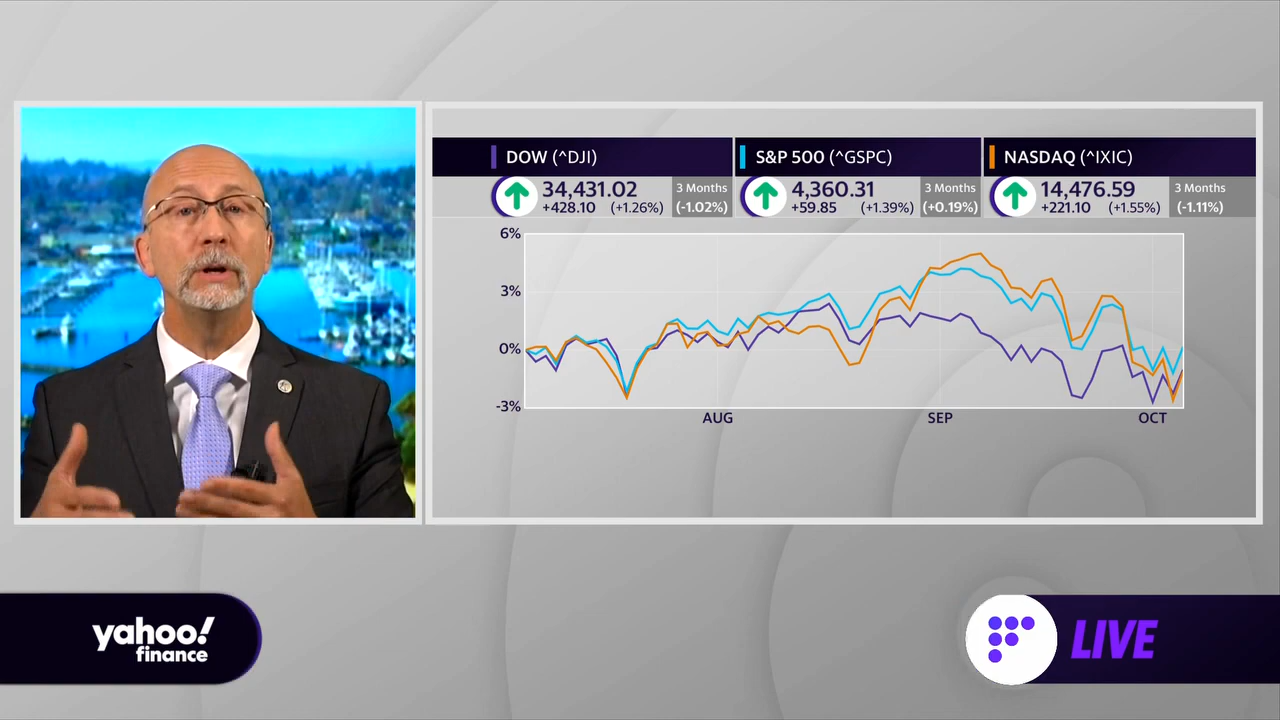 DOW (^DJI)
34,431.02
+428.10 (+1.26%)
3 Months
(-1.02%)
S&P 500 (^GSPC)
4,360.31
+59.85 (+1.39%)
3 Months
(+0.19%)
NASDAQ (^IXIC)
14,476.59
+221.10 (+1.55%)
3 Months
(-1.11%)
6%
3%
0%
-3%
AUG SEP OCT
yahoo!
finance
LIVE